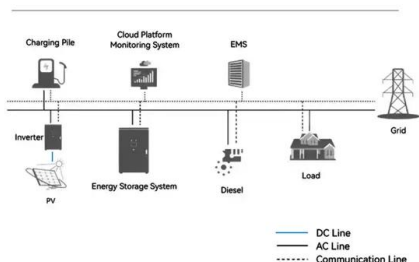 Charging Pile
Cloud Platform
Monitoring System
EMS
Grid
Inverter
PV
Energy Storage System
Diesel
Load
DC Line
AC Line
Communication Line